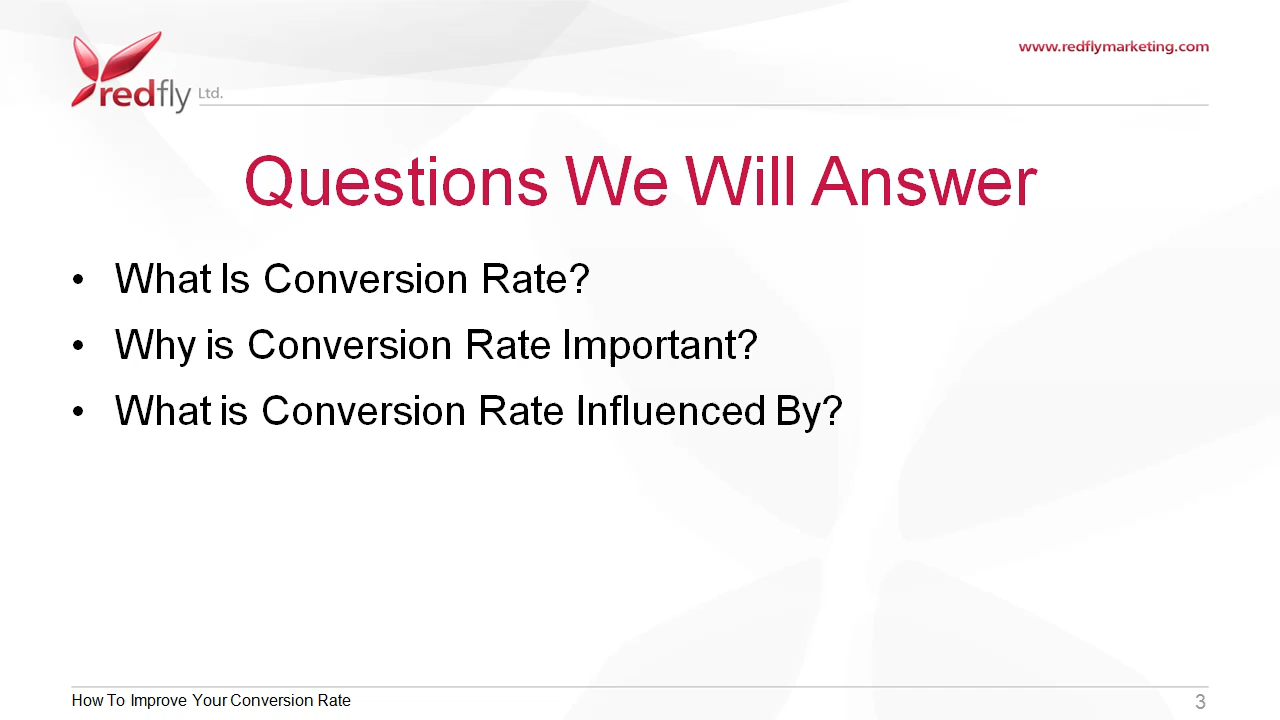 redfly Ltd.
www.redflymarketing.com
Questions We Will Answer
• What Is Conversion Rate?
• Why is Conversion Rate Important?
• What is Conversion Rate Influenced By?
How To Improve Your Conversion Rate
3